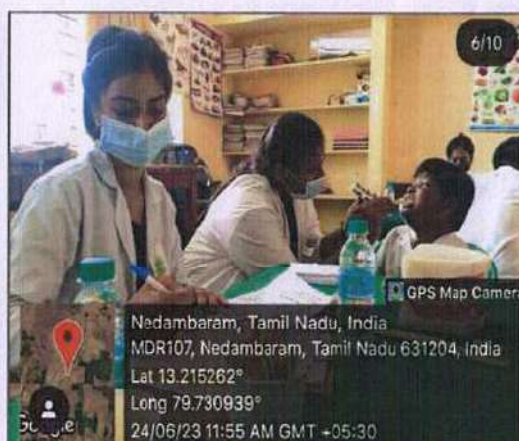 6/10
GPS Map Camera
Nedambaram, Tamil Nadu, India
MDR107, Nedambaram, Tamil Nadu 631204, India
Lat 13.215262°
Long 79.730939°
24/06/23 11:55 AM GMT +05:30
Google